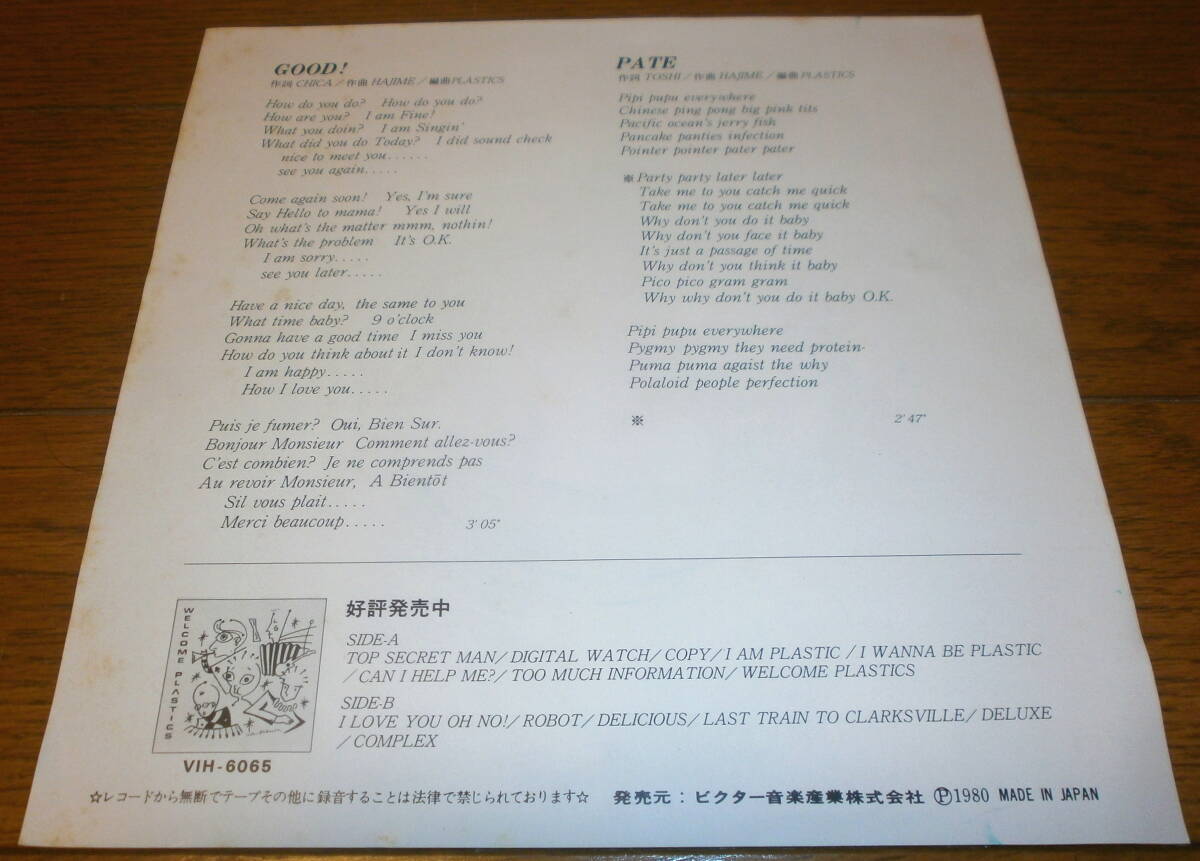 GOOD!
作詞 CHICA／作曲 HAJIME／編曲 PLASTICS
How do you do? How do you do?
How are you? I am Fine!
What you doin? I am Singin'
What did you do Today? I did sound check
nice to meet you......
see you again.....
Come again soon! Yes, I'm sure
Say Hello to mama! Yes I will
Oh what's the matter mmm, nothin!
What's the problem It's O.K.
I am sorry.....
see you later.....
Have a nice day, the same to you
What time baby? 9 o'clock
Gonna have a good time I miss you
How do you think about it I don't know!
I am happy.....
How I love you.....
Puis je fumer? Oui, Bien Sur.
Bonjour Monsieur Comment allez-vous?
C'est combien? Je ne comprends pas
Au revoir Monsieur, A Bientōt
Sil vous plait.....
Merci beaucoup.....
3'05"
PATE
作詞 TOSHI／作曲 HAJIME／編曲 PLASTICS
Pipi pupu everywhere
Chinese ping pong big pink tits
Pacific ocean's jerry fish
Pancake panties infection
Pointer pointer pater pater
※Party party later later
Take me to you catch me quick
Take me to you catch me quick
Why don't you do it baby
Why don't you face it baby
It's just a passage of time
Why don't you think it baby
Pico pico gram gram
Why why don't you do it baby O.K.
Pipi pupu everywhere
Pygmy pygmy they need protein-
Puma puma agaist the why
Polaloid people perfection
※
2'47"
WELCOME PLASTICS
VIH-6065
好評発売中
SIDE-A
TOP SECRET MAN/DIGITAL WATCH/COPY/I AM PLASTIC/I WANNA BE PLASTIC
/CAN I HELP ME?/TOO MUCH INFORMATION/WELCOME PLASTICS
SIDE-B
I LOVE YOU OH NO!/ROBOT/DELICIOUS/LAST TRAIN TO CLARKSVILLE/DELUXE
/COMPLEX
☆レコードから無断でテープその他に録音することは法律で禁じられております☆
発売元：ビクター音楽産業株式会社 Ⓟ1980 MADE IN JAPAN